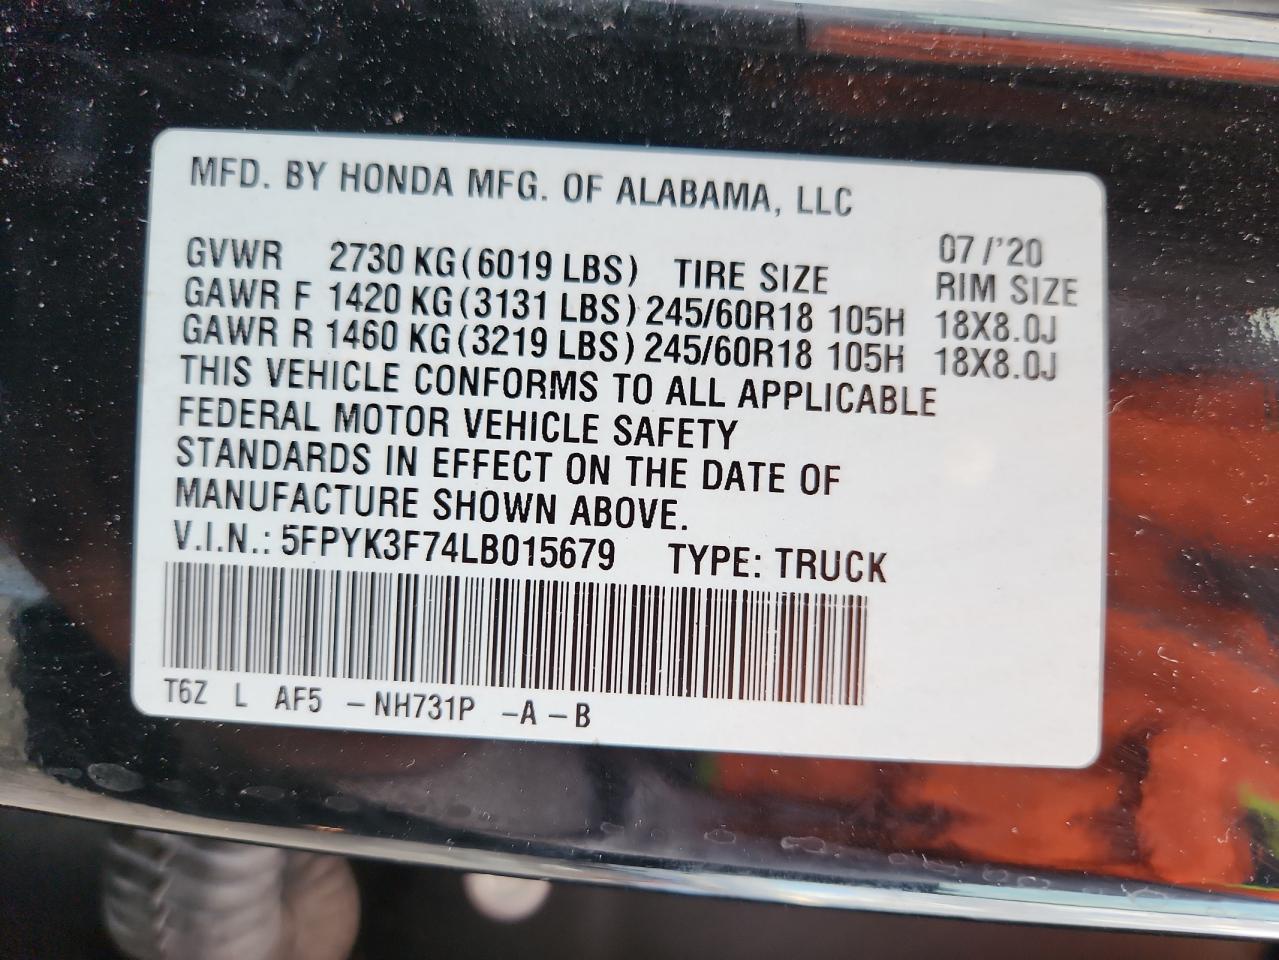 MFD. BY HONDA MFG. OF ALABAMA, LLC
07/'20
GVWR 2730 KG(6019 LBS) TIRE SIZE RIM SIZE
GAWR F 1420 KG(3131 LBS) 245/60R18 105H 18X8.0J
GAWR R 1460 KG(3219 LBS) 245/60R18 105H 18X8.0J
THIS VEHICLE CONFORMS TO ALL APPLICABLE
FEDERAL MOTOR VEHICLE SAFETY
STANDARDS IN EFFECT ON THE DATE OF
MANUFACTURE SHOWN ABOVE.
V.I.N.: 5FPYK3F74LB015679 TYPE: TRUCK
T6Z L AF5 - NH731P -A - B